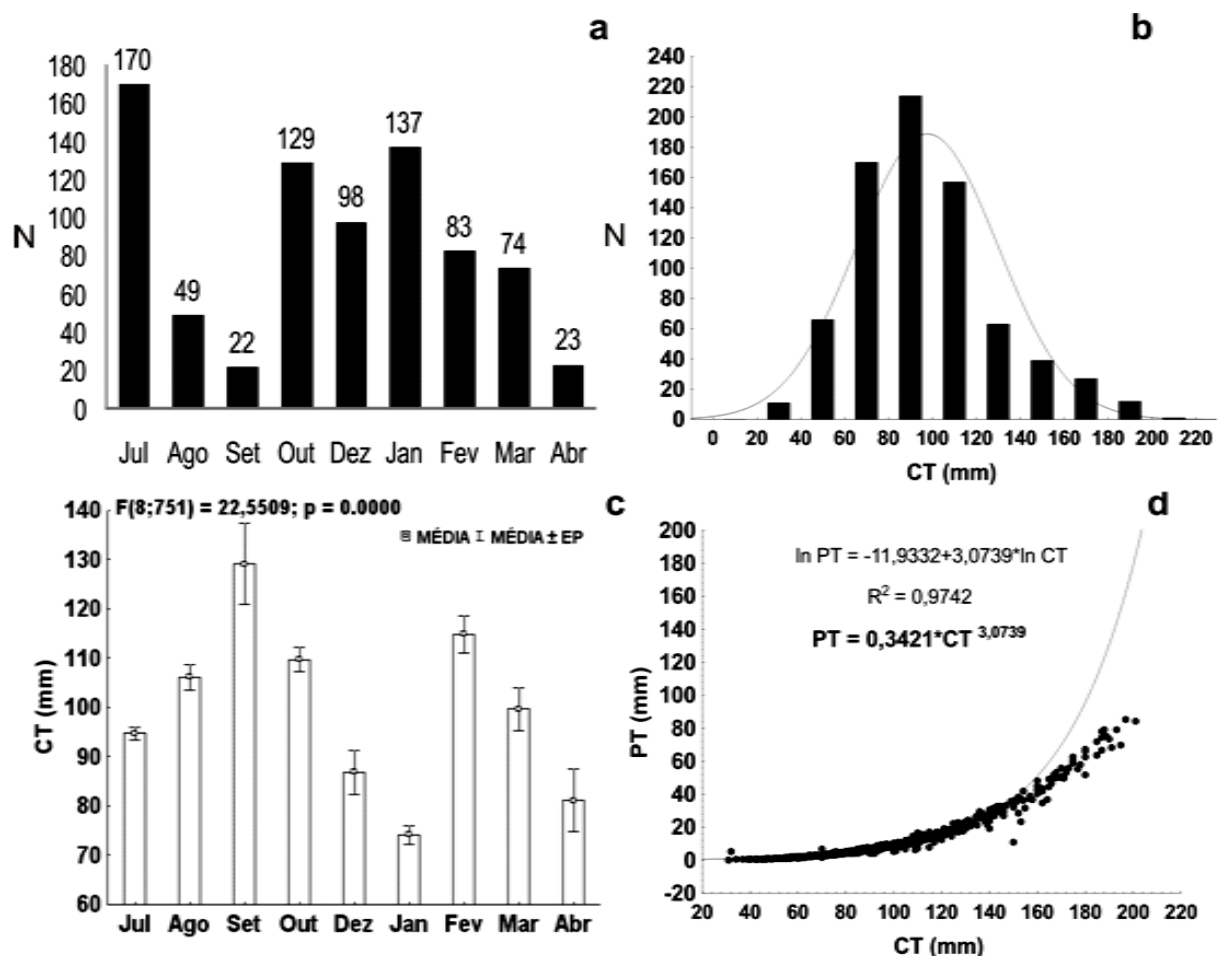 a
180
160
140
120
100
80
60
40
20
0
N
170
49
22
129
98
137
83
74
23
Jul Ago Set Out Dez Jan Fev Mar Abr
b
240
220
200
180
160
140
120
100
80
60
40
20
0
N
0 20 40 60 80 100 120 140 160 180 200 220
CT (mm)
c
F(8;751) = 22,5509; p = 0.0000
MÉDIA MÉDIA ± EP
140
130
120
110
100
90
80
70
60
CT (mm)
Jul Ago Set Out Dez Jan Fev Mar Abr
d
200
180
160
140
120
100
80
60
40
20
0
-20
PT (mm)
ln PT = -11,9332+3,0739*ln CT
R² = 0,9742
PT = 0,3421*CT 3,0739
20 40 60 80 100 120 140 160 180 200 220
CT (mm)